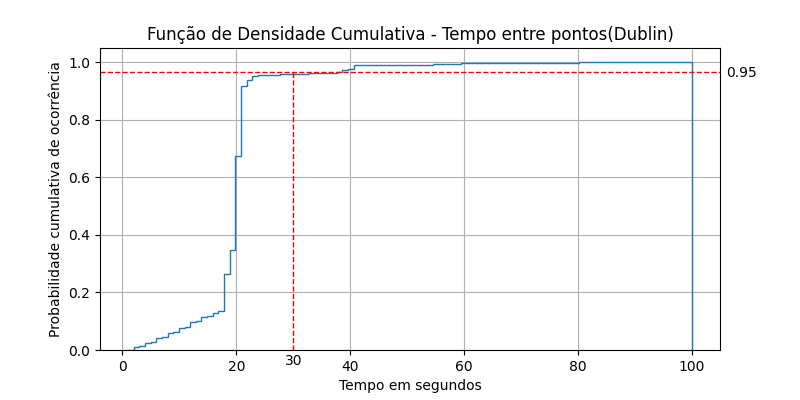 Função de Densidade Cumulativa - Tempo entre pontos(Dublin)
Probabilidade cumulativa de ocorrência
1.0
0.8
0.6
0.4
0.2
0.0
0.95
0 20 30 40 60 80 100
Tempo em segundos